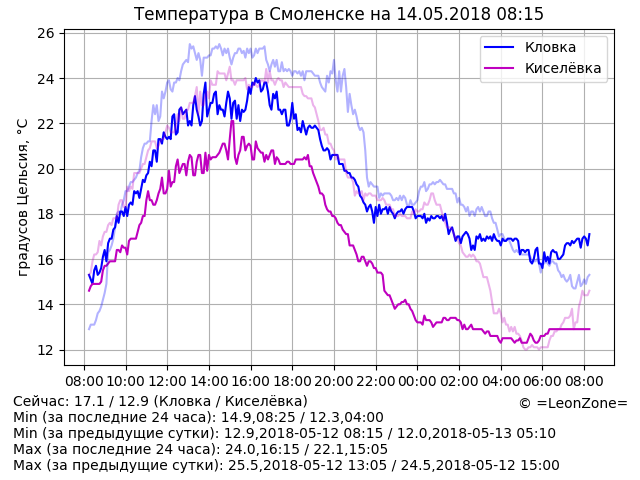 Температура в Смоленске на 14.05.2018 08:15
26
24
22
20
18
16
14
12
градусов Цельсия, °C
Кловка
Киселёвка
08:00 10:00 12:00 14:00 16:00 18:00 20:00 22:00 00:00 02:00 04:00 06:00 08:00
Сейчас: 17.1 / 12.9 (Кловка / Киселёвка)
© =LeonZone=
Min (за последние 24 часа): 14.9,08:25 / 12.3,04:00
Min (за предыдущие сутки): 12.9,2018-05-12 08:15 / 12.0,2018-05-13 05:10
Max (за последние 24 часа): 24.0,16:15 / 22.1,15:05
Max (за предыдущие сутки): 25.5,2018-05-12 13:05 / 24.5,2018-05-12 15:00